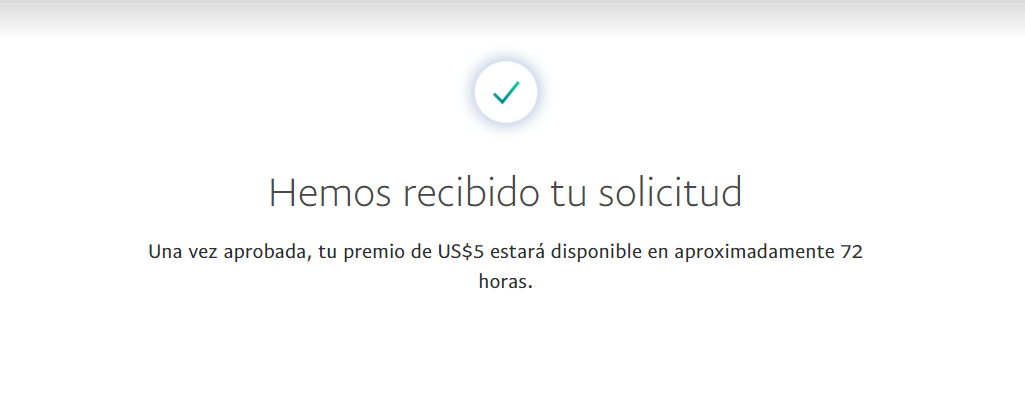 Hemos recibido tu solicitud
Una vez aprobada, tu premio de US$5 estará disponible en aproximadamente 72
horas.